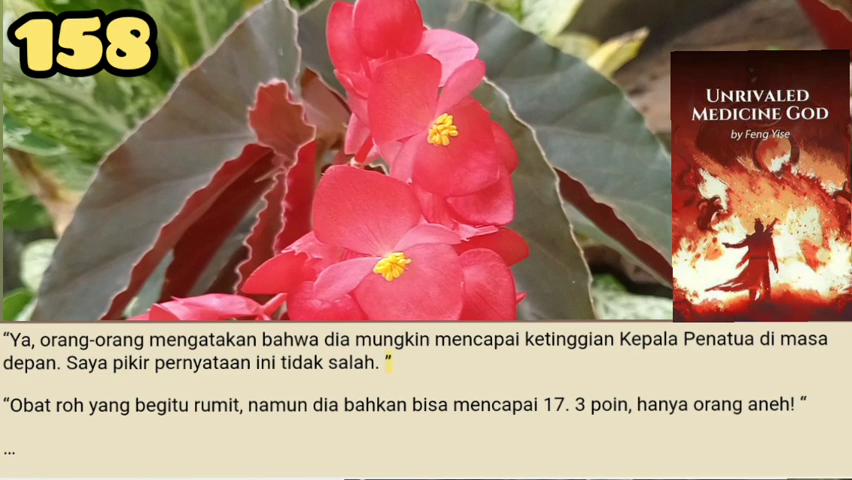 158
UNRIVALED
MEDICINE GOD
by Feng Yise
“Ya, orang-orang mengatakan bahwa dia mungkin mencapai ketinggian Kepala Penatua di masa
depan. Saya pikir pernyataan ini tidak salah. ”
“Obat roh yang begitu rumit, namun dia bahkan bisa mencapai 17. 3 poin, hanya orang aneh! “
…